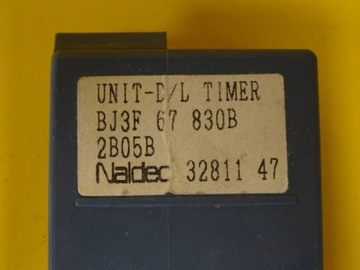 UNIT-D/L TIMER
BJ3F 67 830B
2B05B
Naldec 32811 47